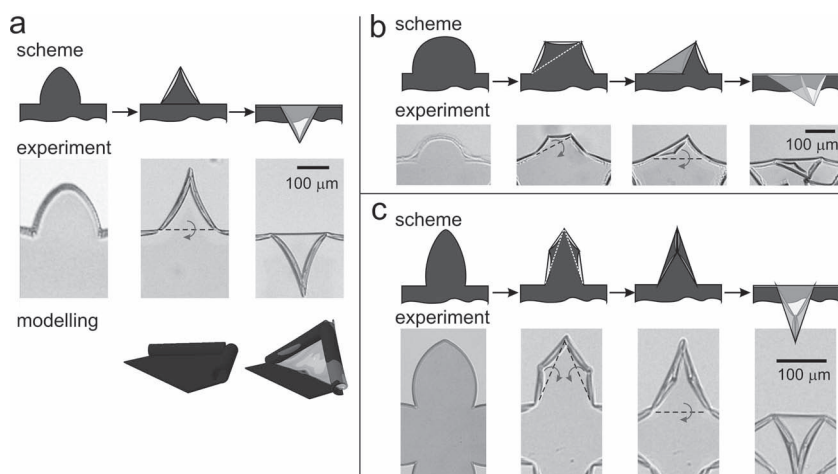 a
scheme
experiment
100 μm
modelling
b
scheme
experiment
100 μm
c
scheme
experiment
100 μm